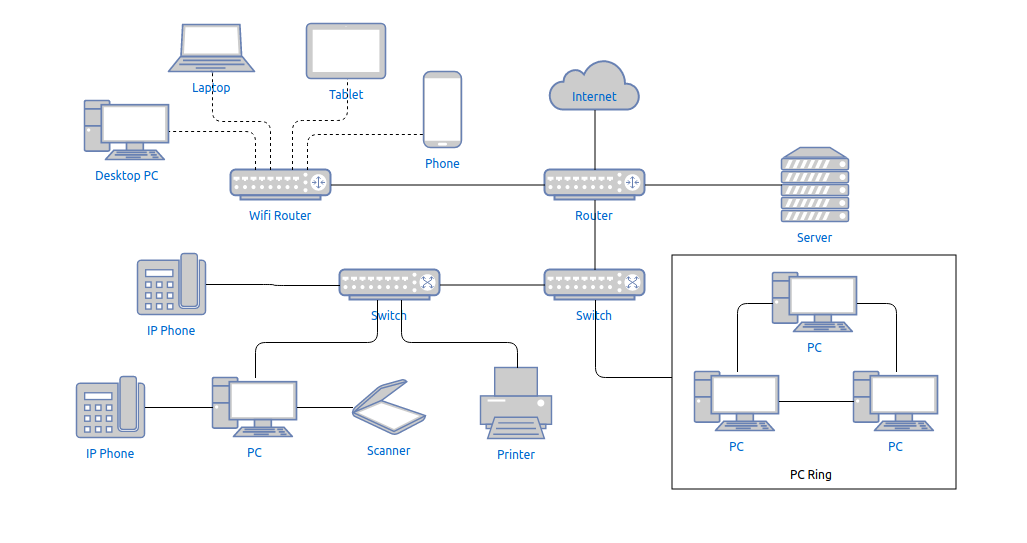 Laptop
Tablet
Internet
Phone
Desktop PC
Wifi Router
Router
Server
IP Phone
Switch
Switch
PC
IP Phone
PC
Scanner
Printer
PC
PC
PC Ring